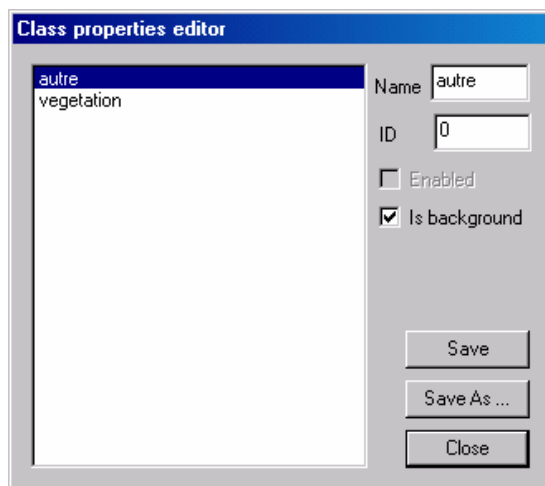 Class properties editor
autre
vegetation
Name autre
ID 0
Enabled
Is background
Save
Save As ...
Close